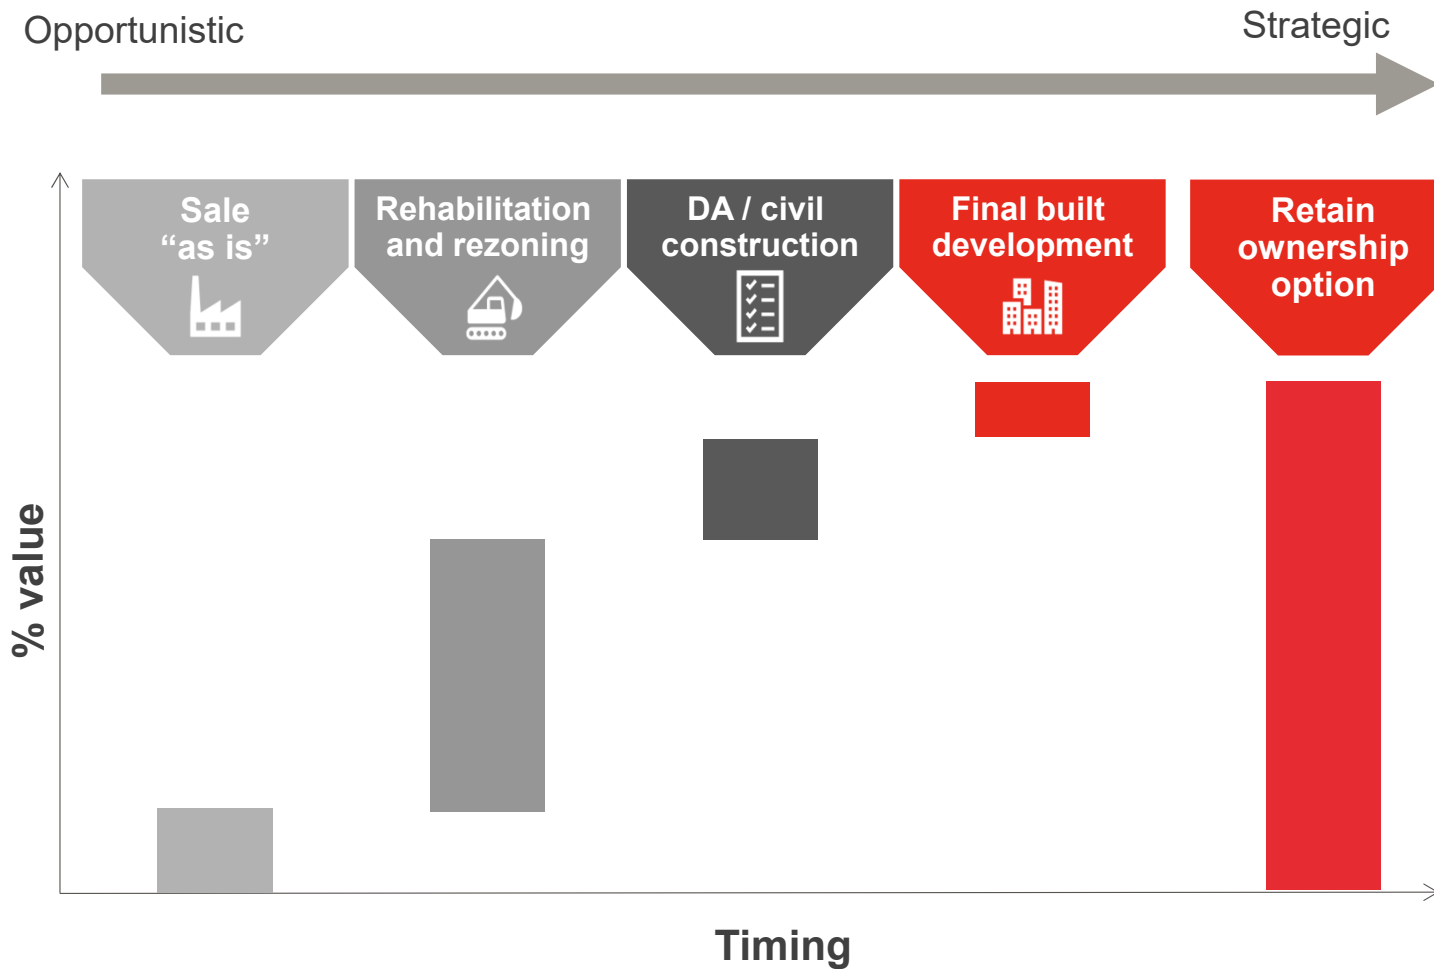 Opportunistic
Strategic
Sale
“as is”
Rehabilitation
and rezoning
DA / civil
construction
Final built
development
Retain
ownership
option
% value
Timing